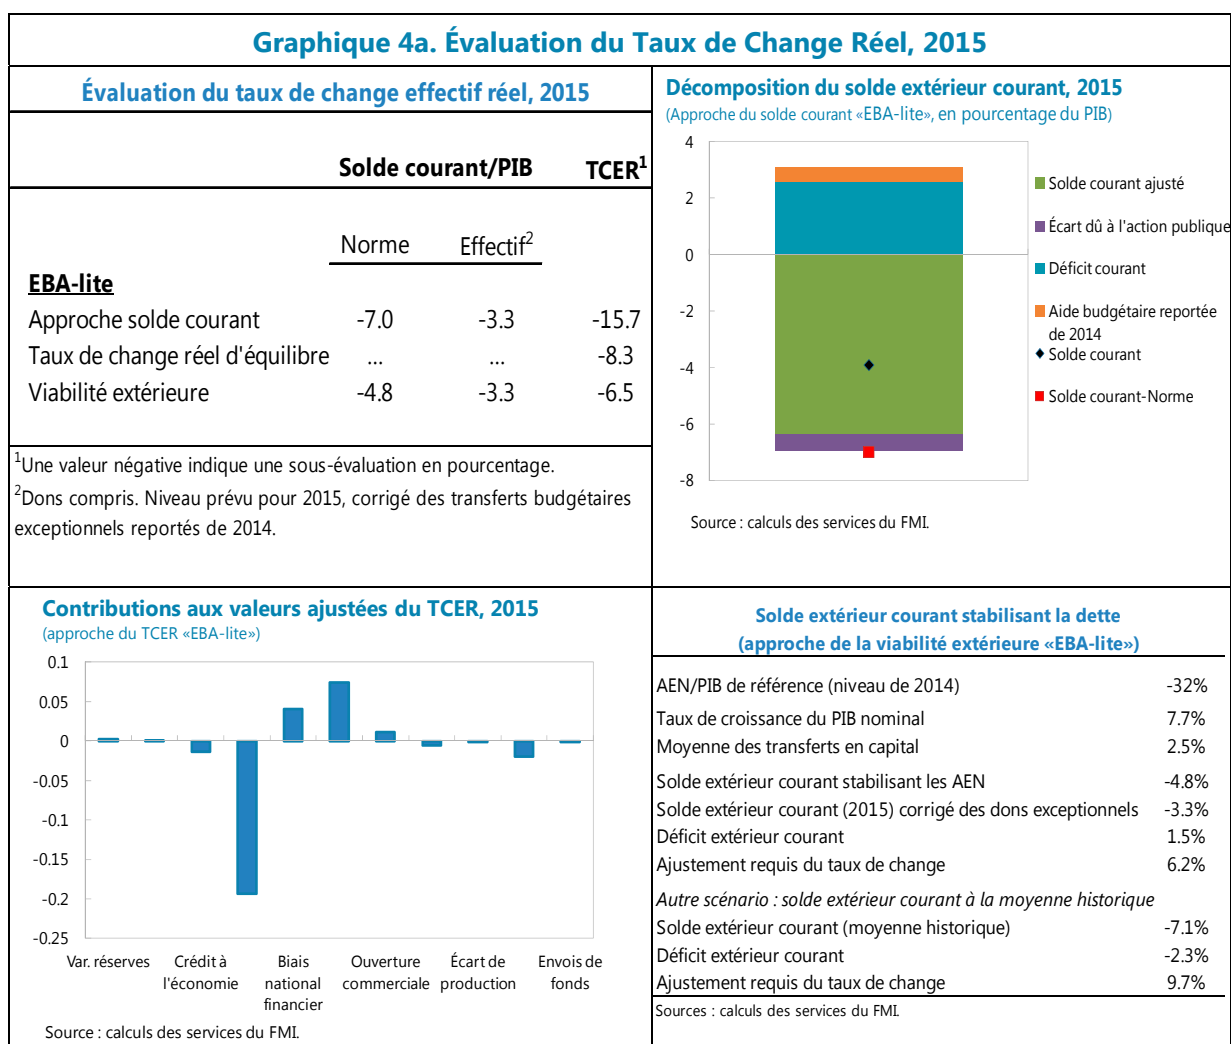 Graphique 4a. Évaluation du Taux de Change Réel, 2015
Évaluation du taux de change effectif réel, 2015
Solde courant/PIB TCER1
Norme Effectif2
EBA-lite
Approche solde courant -7.0 -3.3 -15.7
Taux de change réel d'équilibre ... ... -8.3
Viabilité extérieure -4.8 -3.3 -6.5
1Une valeur négative indique une sous-évaluation en pourcentage.
2Dons compris. Niveau prévu pour 2015, corrigé des transferts budgétaires
exceptionnels reportés de 2014.
Décomposition du solde extérieur courant, 2015
(Approche du solde courant «EBA-lite», en pourcentage du PIB)
4
2
0
-2
-4
-6
-8
Solde courant ajusté
Écart dû à l'action publique
Déficit courant
Aide budgétaire reportée
de 2014
Solde courant
Solde courant-Norme
Source : calculs des services du FMI.
Contributions aux valeurs ajustées du TCER, 2015
(approche du TCER «EBA-lite»)
0.1
0.05
0
-0.05
-0.1
-0.15
-0.2
-0.25
Var. réserves Crédit à Biais Ouverture Écart de Envois de
l'économie national commerciale production fonds
financier
Source : calculs des services du FMI.
Solde extérieur courant stabilisant la dette
(approche de la viabilité extérieure «EBA-lite»)
AEN/PIB de référence (niveau de 2014) -32%
Taux de croissance du PIB nominal 7.7%
Moyenne des transferts en capital 2.5%
Solde extérieur courant stabilisant les AEN -4.8%
Solde extérieur courant (2015) corrigé des dons exceptionnels -3.3%
Déficit extérieur courant 1.5%
Ajustement requis du taux de change 6.2%
Autre scénario : solde extérieur courant à la moyenne historique
Solde extérieur courant (moyenne historique) -7.1%
Déficit extérieur courant -2.3%
Ajustement requis du taux de change 9.7%
Sources : calculs des services du FMI.